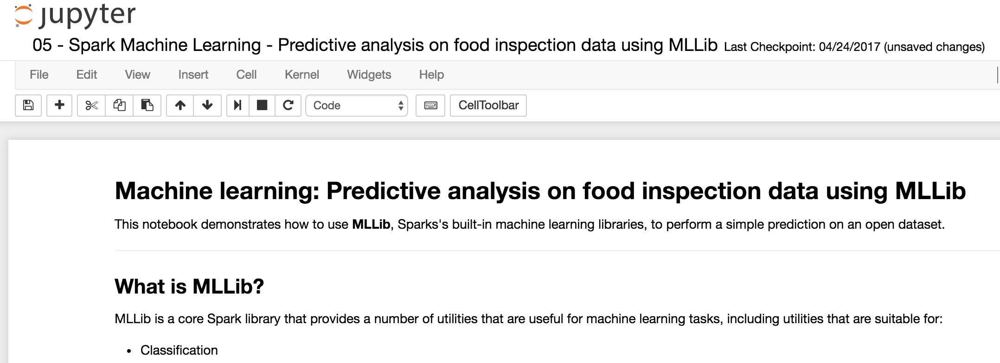 jupyter
05 - Spark Machine Learning - Predictive analysis on food inspection data using MLLib Last Checkpoint: 04/24/2017 (unsaved changes)
File Edit View Insert Cell Kernel Widgets Help
Code CellToolbar
Machine learning: Predictive analysis on food inspection data using MLLib
This notebook demonstrates how to use MLLib, Sparks's built-in machine learning libraries, to perform a simple prediction on an open dataset.
What is MLLib?
MLLib is a core Spark library that provides a number of utilities that are useful for machine learning tasks, including utilities that are suitable for:
• Classification